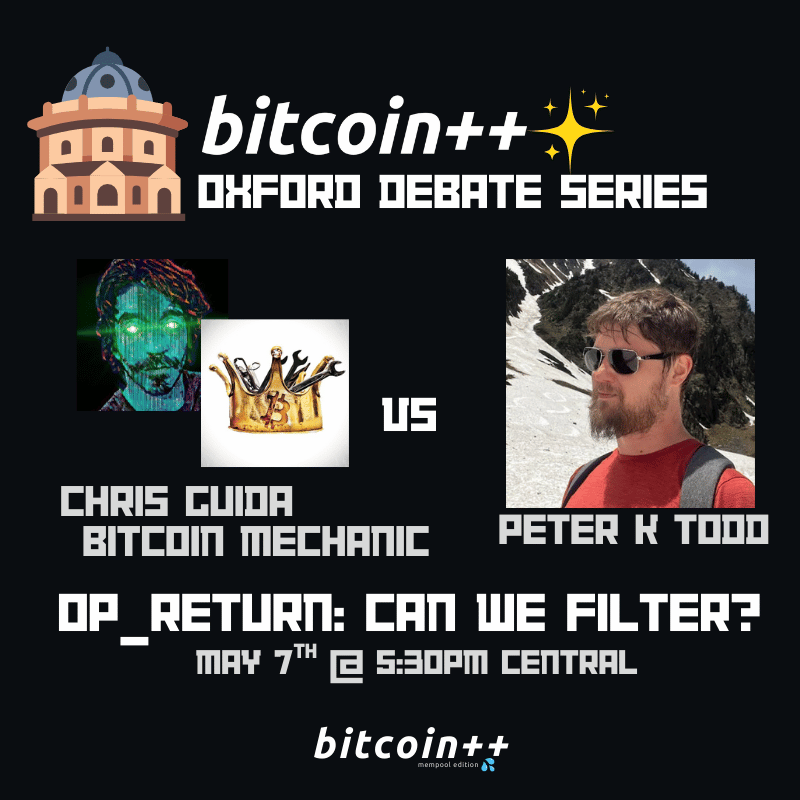 bitcoin++
OXFORD DEBATE SERIES
VS
CHRIS GUIDA
BITCOIN MECHANIC
PETER K TODD
OP_RETURN: CAN WE FILTER?
MAY 7TH @ 5:30PM CENTRAL
bitcoin++
mempool edition